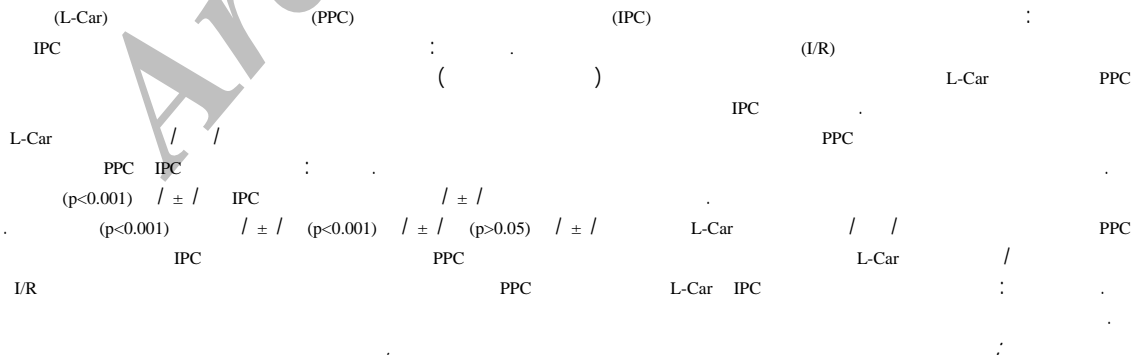 : (IPC) (PPC) (L-Car)
(I/R) . : IPC
PPC L-Car ( )
. IPC
PPC / / L-Car
. . : IPC PPC
. / ± / IPC / ± / (p<0.001)
PPC / / L-Car / ± / (p>0.05) / ± / (p<0.001) / ± / (p<0.001) .
/ L-Car PPC IPC
. : IPC L-Car PPC I/R
.